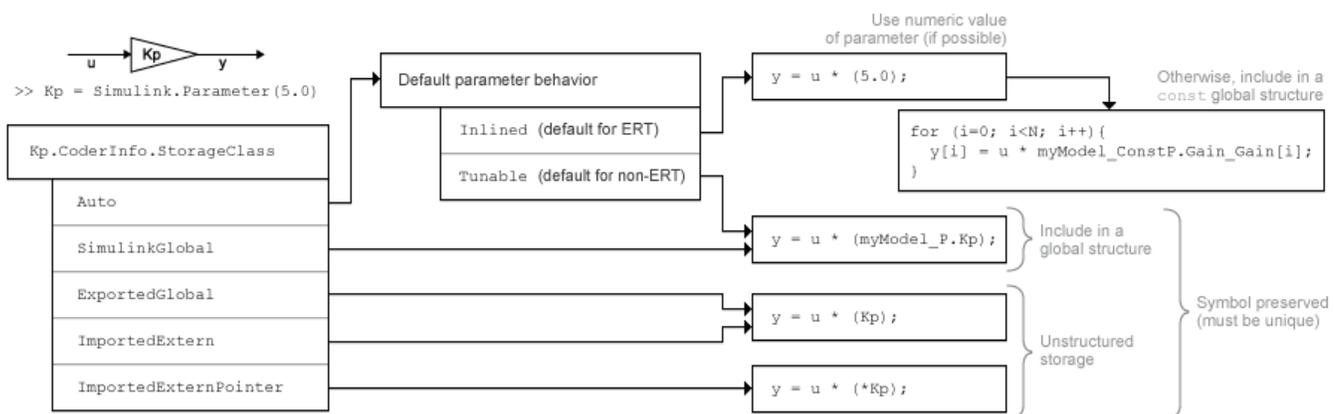 Kp
u
y
>> Kp = Simulink.Parameter(5.0)
Kp.CoderInfo.StorageClass
Auto
SimulinkGlobal
ExportedGlobal
ImportedExtern
ImportedExternPointer
Default parameter behavior
Inlined (default for ERT)
Tunable (default for non-ERT)
Use numeric value
of parameter (if possible)
y = u * (5.0);
Otherwise, include in a
const global structure
for (i=0; i<N; i++){
y[i] = u * myModel_ConstP.Gain_Gain[i];
}
y = u * (myModel_P.Kp);
Include in a
global structure
y = u * (Kp);
Unstructured
storage
y = u * (*Kp);
Symbol preserved
(must be unique)